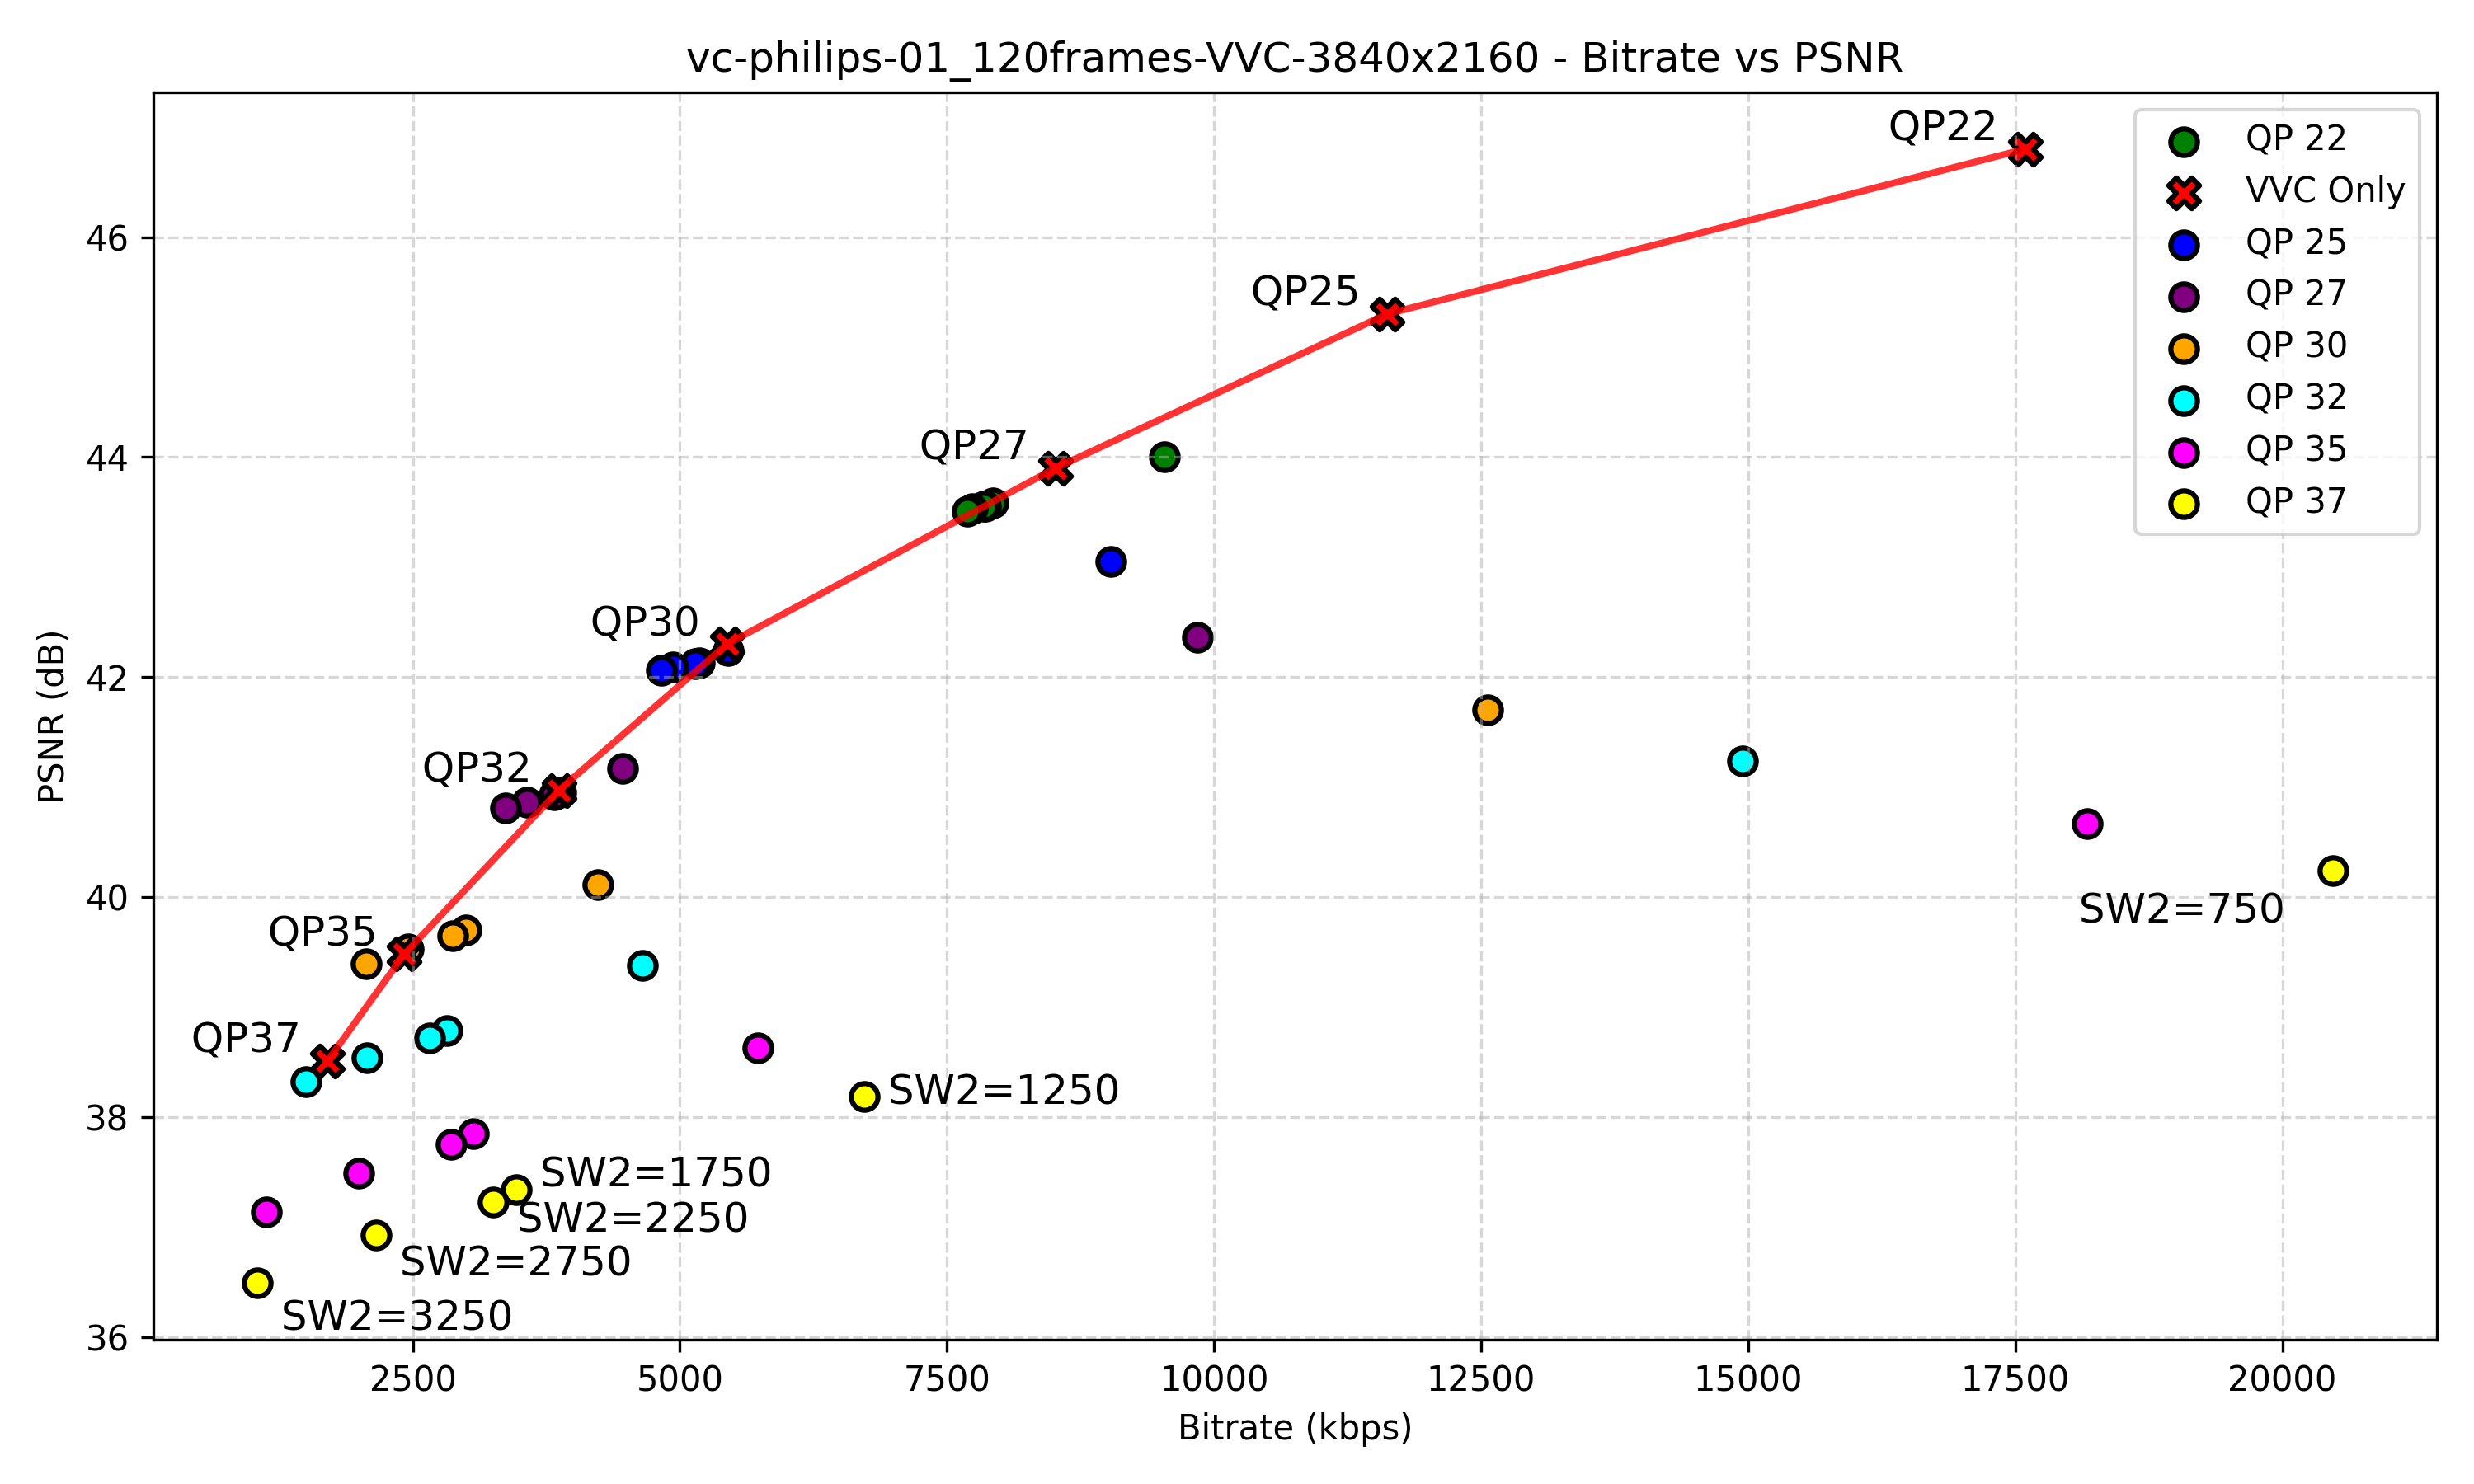 vc-philips-01_120frames-VVC-3840x2160 - Bitrate vs PSNR
QP 22
VVC Only
QP 25
QP 27
QP 30
QP 32
QP 35
QP 37
QP22
QP25
QP27
QP30
QP32
QP35
QP37
SW2=750
SW2=1250
SW2=1750
SW2=2250
SW2=2750
SW2=3250
PSNR (dB)
46
44
42
40
38
36
2500
5000
7500
10000
12500
15000
17500
20000
Bitrate (kbps)